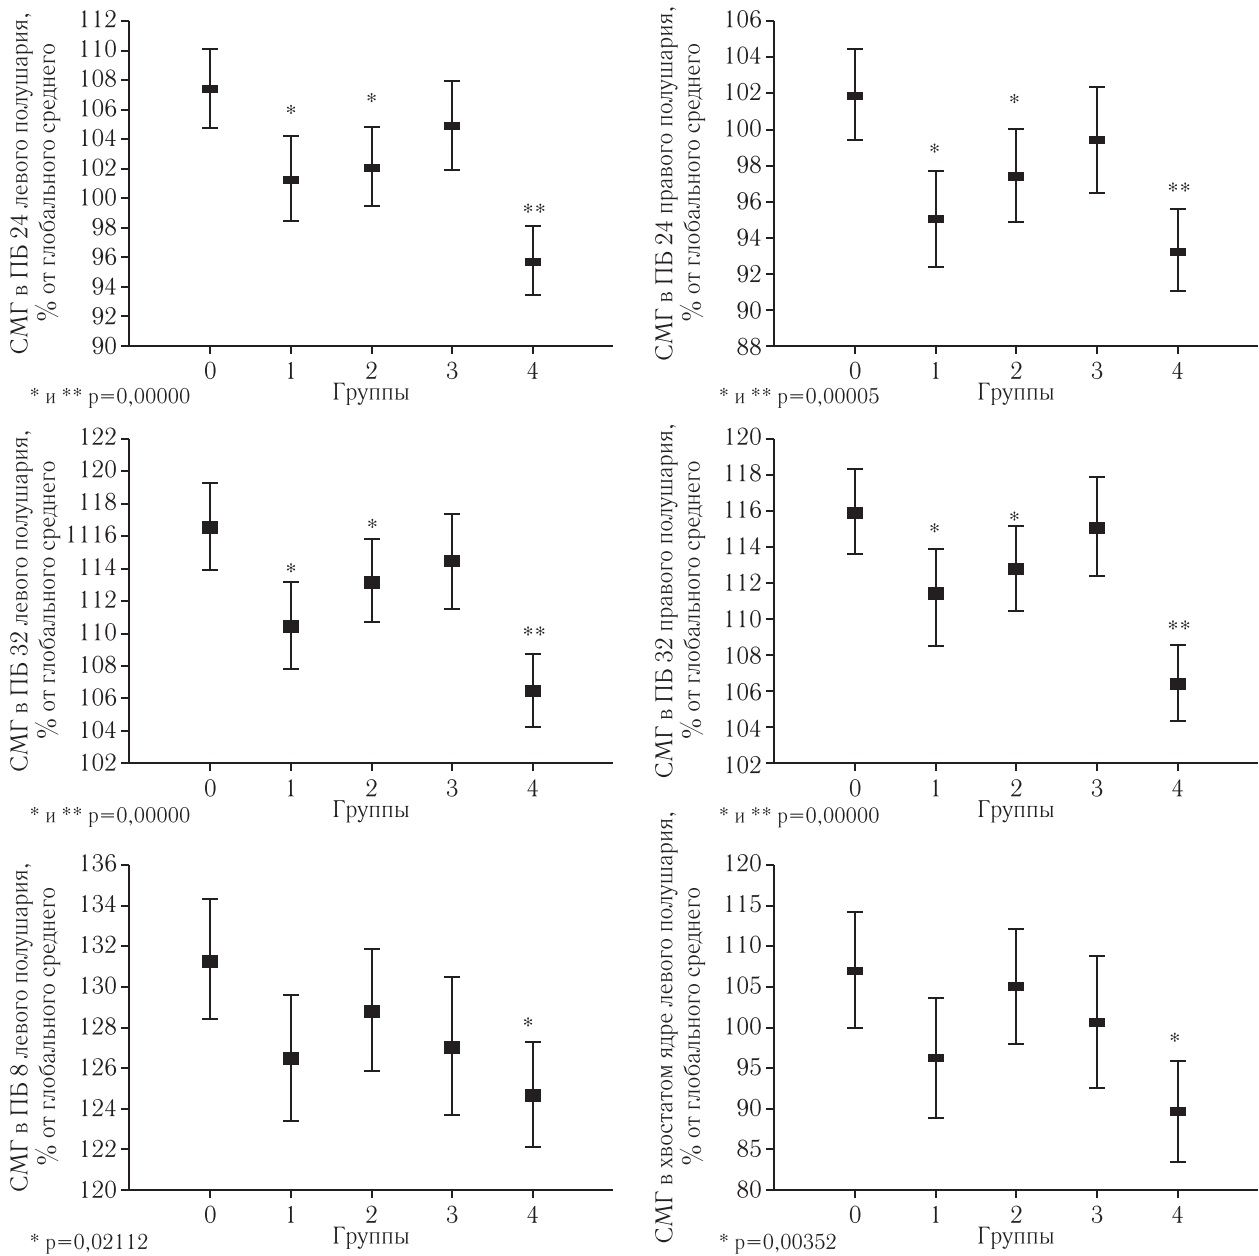 СМГ в ПБ 24 левого полушария,
% от глобального среднего
112
110
108
106
104
102
100
98
96
94
92
90
*
*
**
0 1 2 3 4
Группы
* и ** p=0,00000
СМГ в ПБ 24 правого полушария,
% от глобального среднего
106
104
102
100
98
96
94
92
90
88
*
*
**
0 1 2 3 4
Группы
* и ** p=0,00005
СМГ в ПБ 32 левого полушария,
% от глобального среднего
122
120
118
1116
114
112
110
108
106
104
102
*
*
**
0 1 2 3 4
Группы
* и ** p=0,00000
СМГ в ПБ 32 правого полушария,
% от глобального среднего
120
118
116
114
112
110
108
106
104
102
*
*
**
0 1 2 3 4
Группы
* и ** p=0,00000
СМГ в ПБ 8 левого полушария,
% от глобального среднего
136
134
132
130
128
126
124
122
120
*
0 1 2 3 4
Группы
* p=0,02112
СМГ в хвостатом ядре левого полушария,
% от глобального среднего
120
115
110
105
100
95
90
85
80
*
0 1 2 3 4
Группы
* p=0,00352